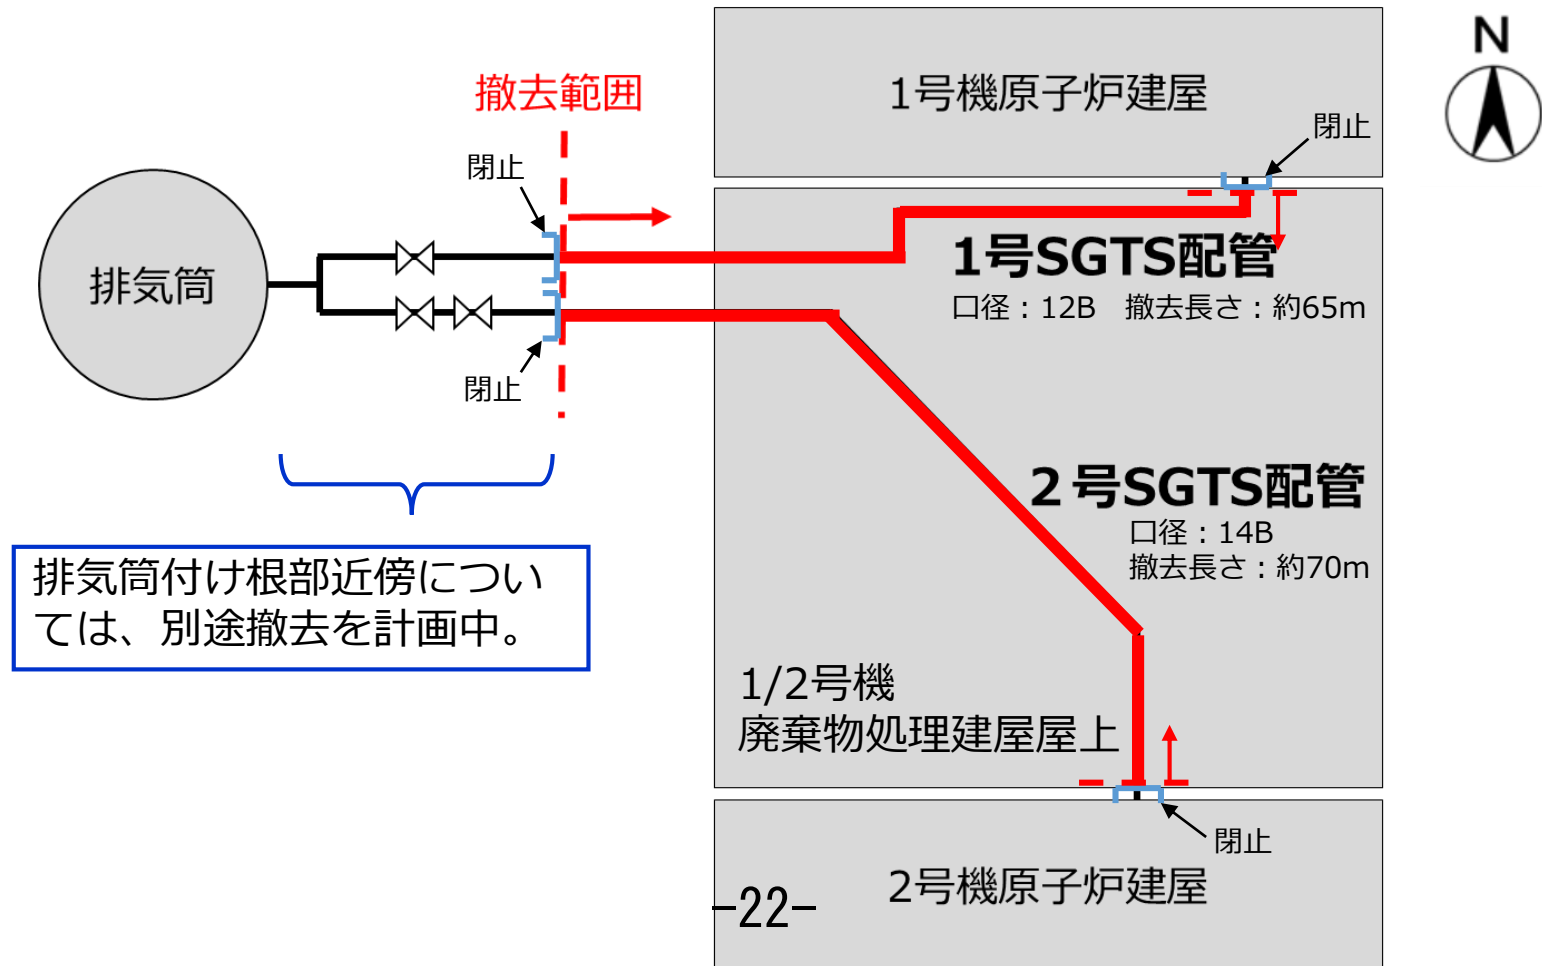 N
撤去範囲
1号機原子炉建屋
閉止
閉止
排気筒
1号SGTS配管
口径：12B　撤去長さ：約65m
閉止
２号SGTS配管
口径：14B
撤去長さ：約70m
排気筒付け根部近傍につい
ては、別途撤去を計画中。
1/2号機
廃棄物処理建屋屋上
閉止
2号機原子炉建屋
-22-